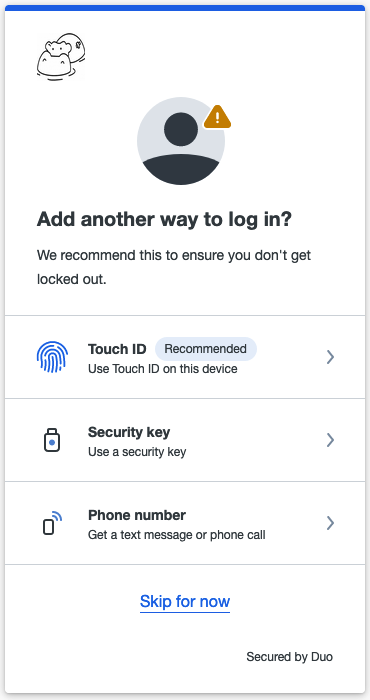 Add another way to log in?
We recommend this to ensure you don't get
locked out.
Touch ID Recommended
Use Touch ID on this device
Security key
Use a security key
Phone number
Get a text message or phone call
Skip for now
Secured by Duo